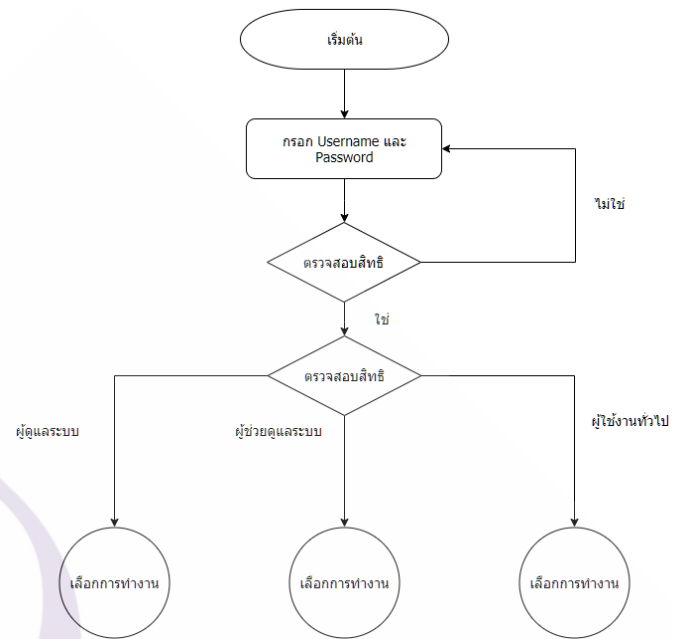 เริ่มต้น
กรอก Username และ
Password
ไม่ใช่
ตรวจสอบสิทธิ
ใช่
ตรวจสอบสิทธิ
ผู้ดูแลระบบ
ผู้ช่วยดูแลระบบ
ผู้ใช้งานทั่วไป
เลือกการทำงาน
เลือกการทำงาน
เลือกการทำงาน